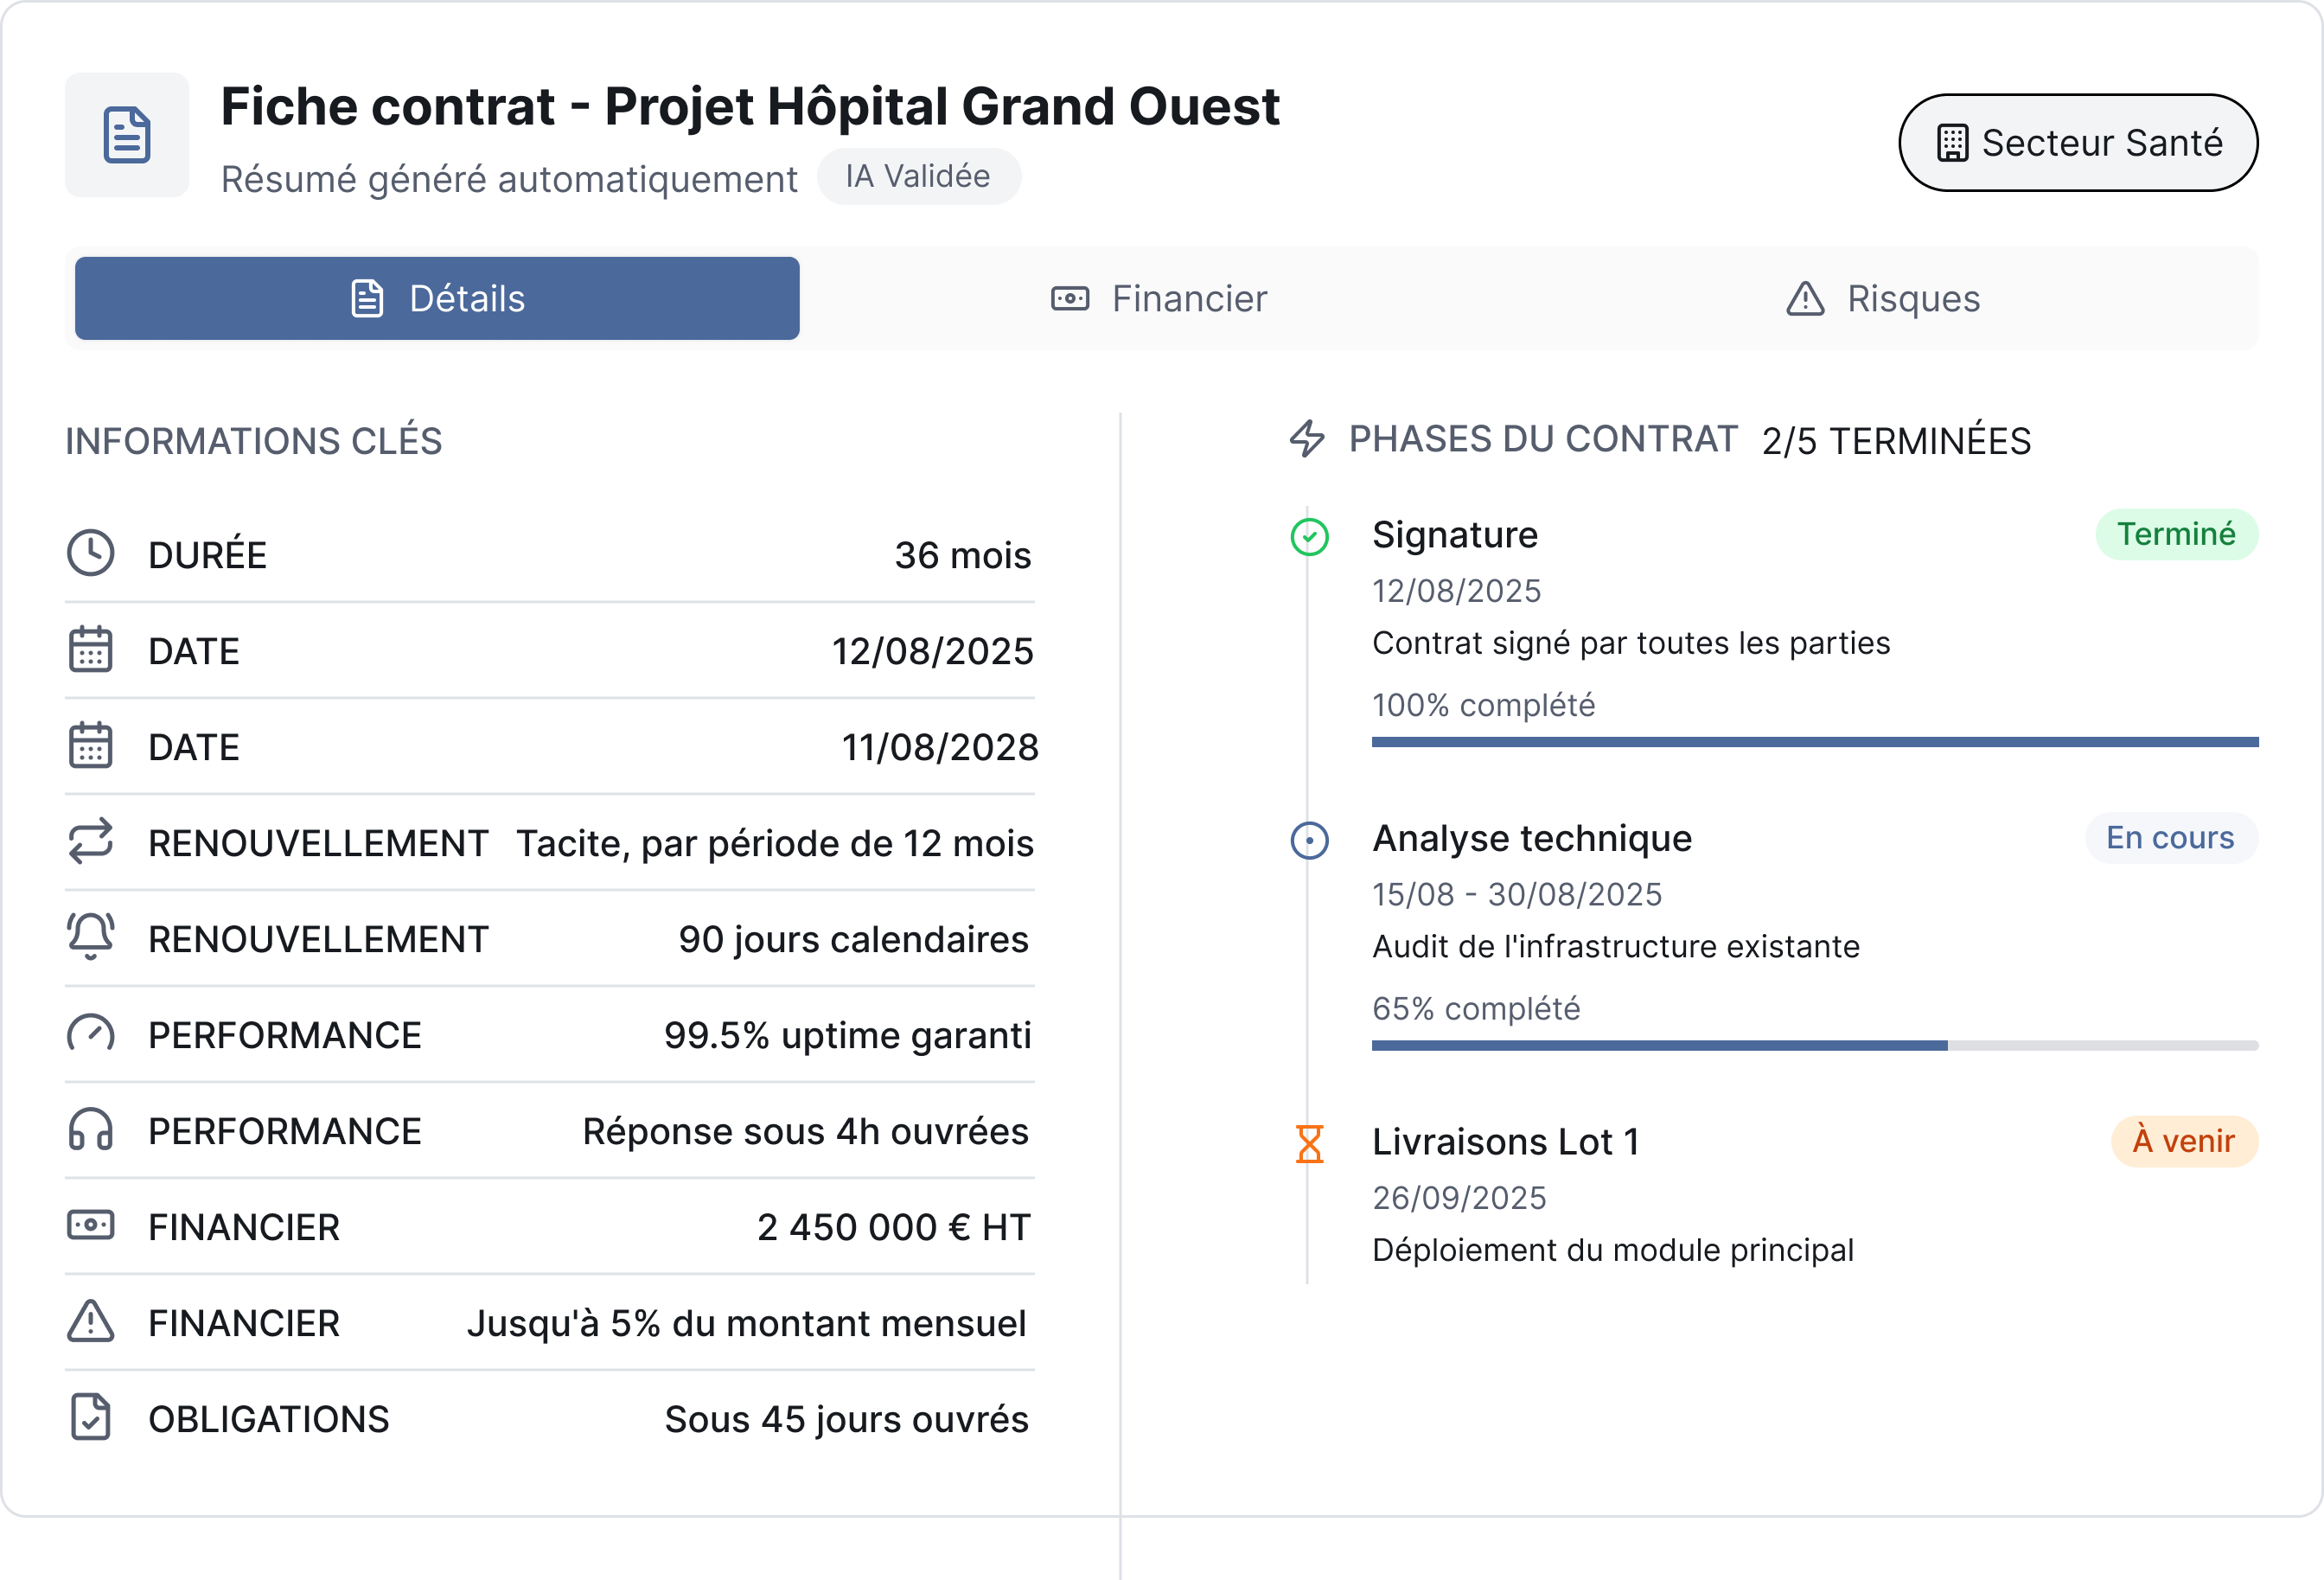 Fiche contrat - Projet Hôpital Grand Ouest
Résumé généré automatiquement IA Validée
Secteur Santé
Détails Financier Risques
INFORMATIONS CLÉS
DURÉE 36 mois
DATE 12/08/2025
DATE 11/08/2028
RENOUVELLEMENT Tacite, par période de 12 mois
RENOUVELLEMENT 90 jours calendaires
PERFORMANCE 99.5% uptime garanti
PERFORMANCE Réponse sous 4h ouvrées
FINANCIER 2 450 000 € HT
FINANCIER Jusqu'à 5% du montant mensuel
OBLIGATIONS Sous 45 jours ouvrés
PHASES DU CONTRAT 2/5 TERMINÉES
Signature Terminé
12/08/2025
Contrat signé par toutes les parties
100% complété
Analyse technique En cours
15/08 - 30/08/2025
Audit de l'infrastructure existante
65% complété
Livraisons Lot 1 À venir
26/09/2025
Déploiement du module principal